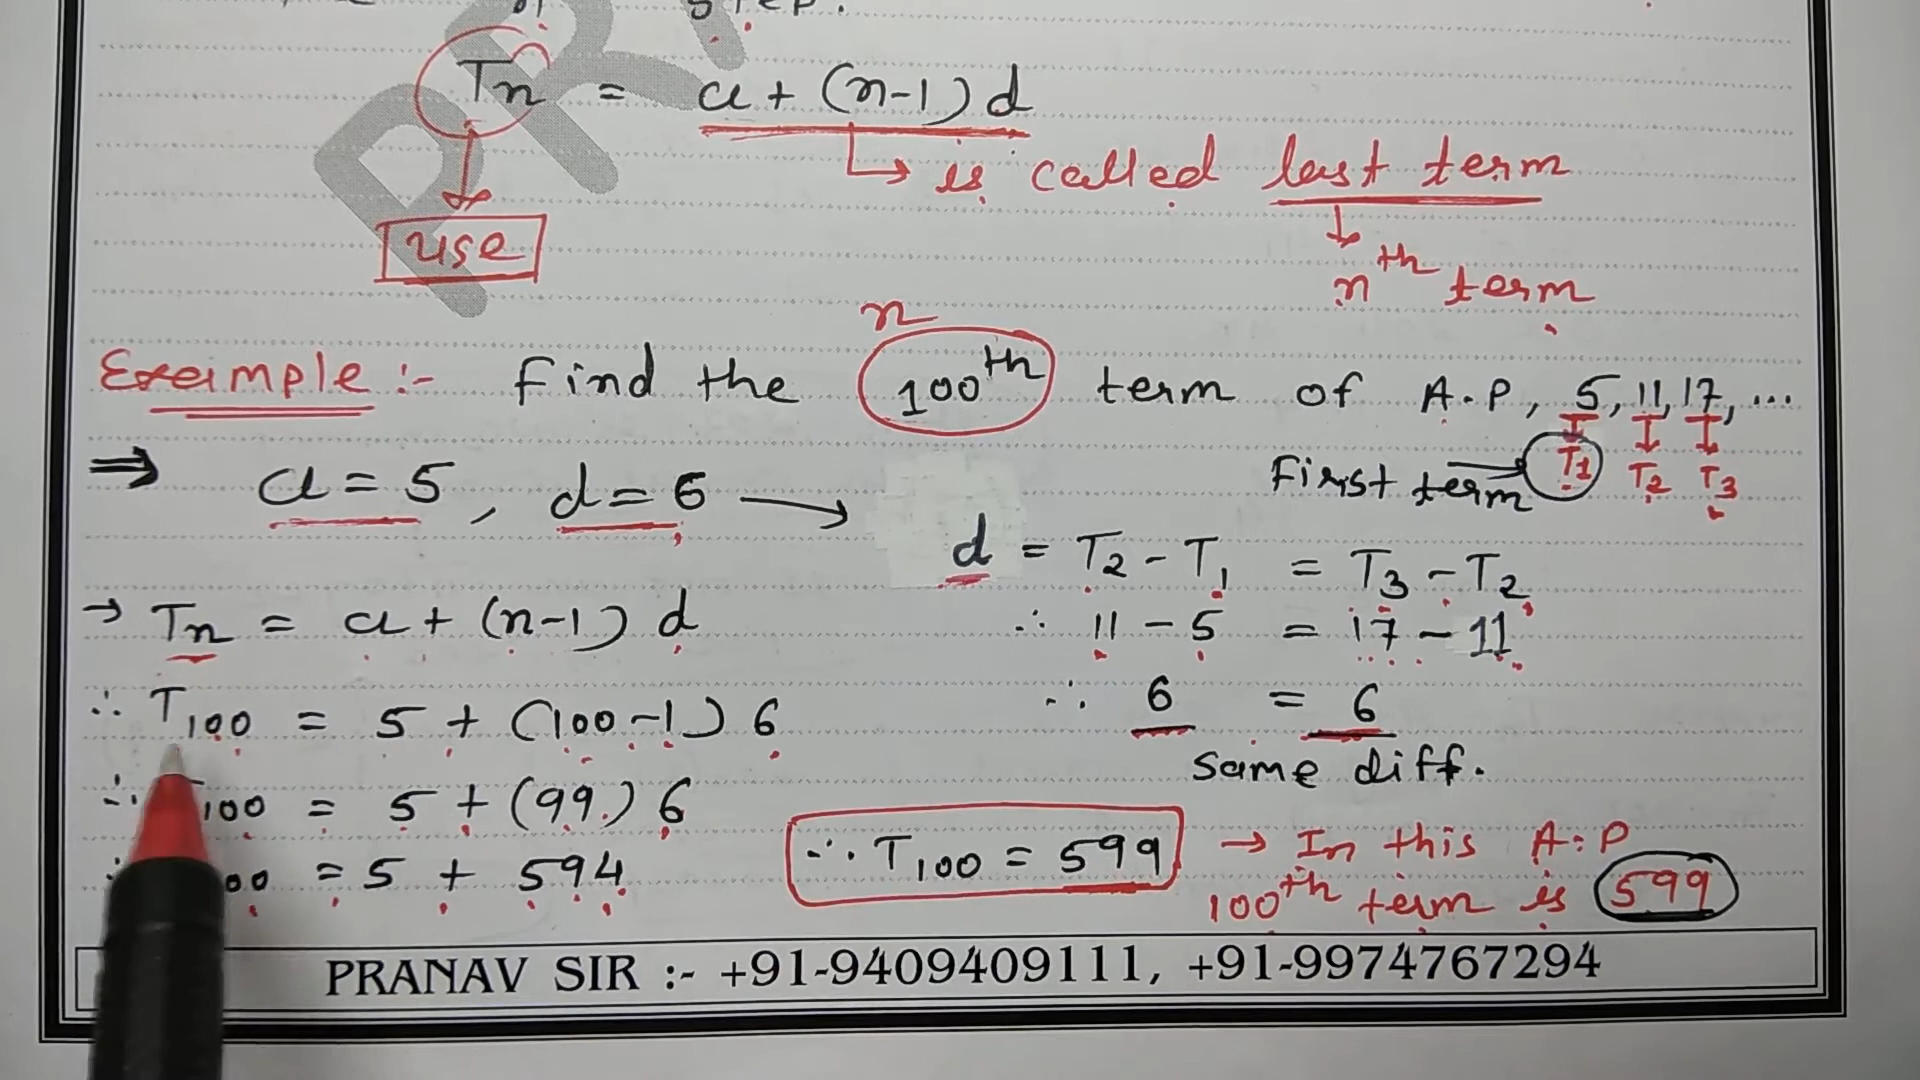 step.
Tn = a + (n-1) d
is called last term
use
nth term
n
Example :- Find the 100th term of A.P, 5, 11, 17, ...
First term T1 T2 T3
⇒ a = 5, d = 6 →
d = T2 - T1 = T3 - T2
→ Tn = a + (n-1) d
∴ 11 - 5 = 17 - 11
∴ T100 = 5 + (100-1) 6
∴ 6 = 6
Same diff.
∴ T100 = 5 + (99) 6
∴ T100 = 599 → In this A.P
100 = 5 + 594
100th term is 599
PRANAV SIR :- +91-9409409111, +91-9974767294